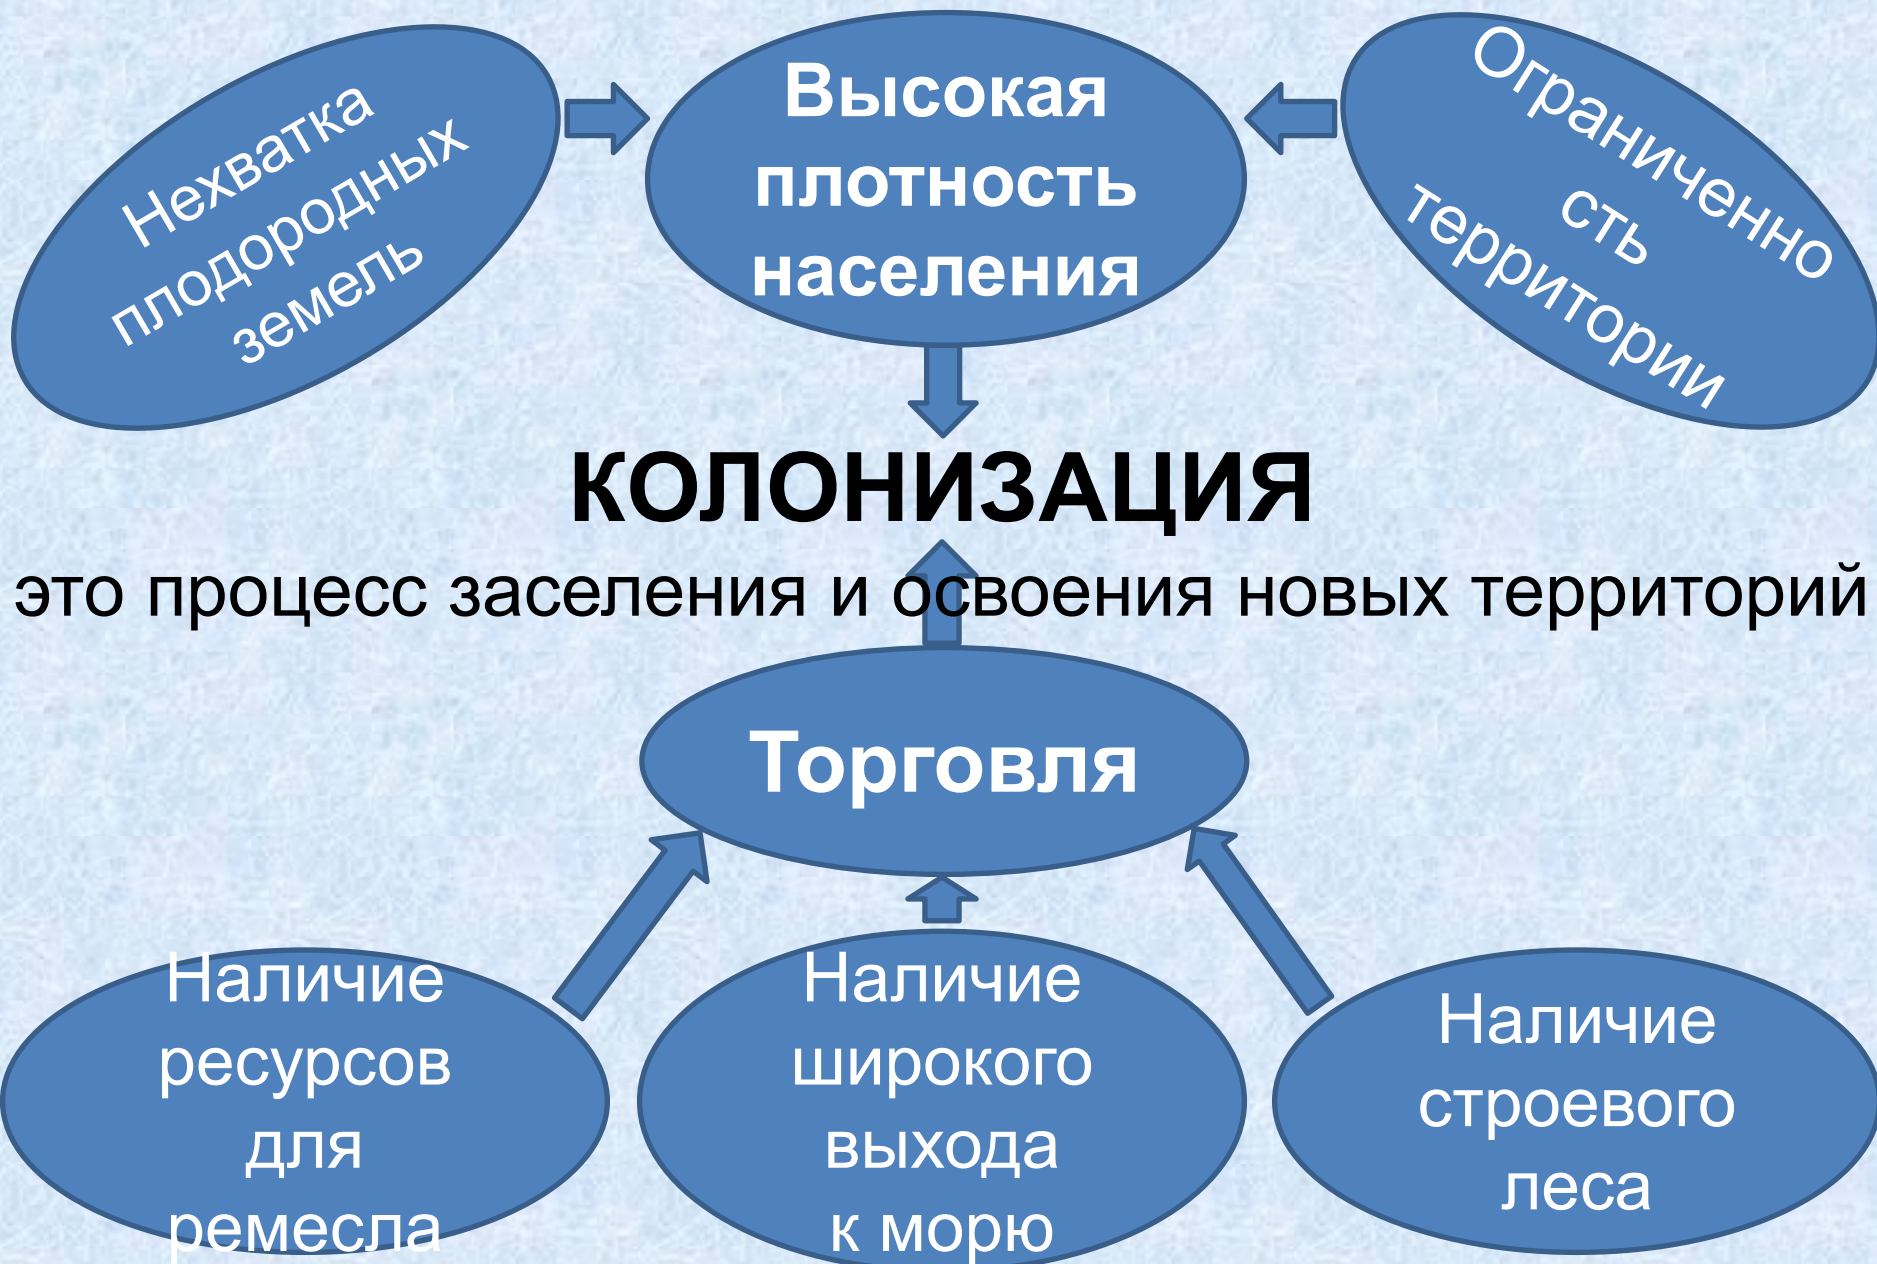 Нехватка
плодородных
земель
Высокая
плотность
населения
Ограниченно
сть
территории
КОЛОНИЗАЦИЯ
это процесс заселения и освоения новых территорий
Торговля
Наличие
ресурсов
для
ремесла
Наличие
широкого
выхода
к морю
Наличие
строевого
леса